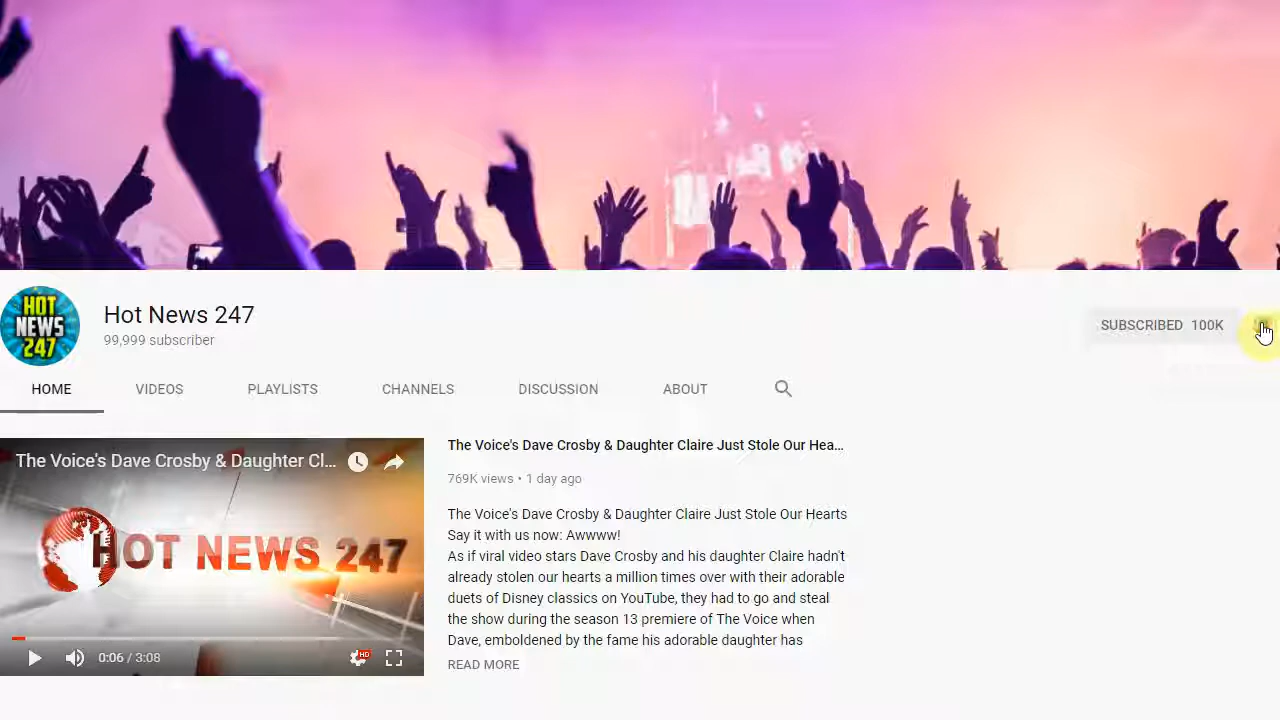 HOT
NEWS
247
Hot News 247
99,999 subscriber
SUBSCRIBED 100K
HOME VIDEOS PLAYLISTS CHANNELS DISCUSSION ABOUT
The Voice's Dave Crosby & Daughter Cl...
HOT NEWS 247
HD
0:06 / 3:08
The Voice's Dave Crosby & Daughter Claire Just Stole Our Hea...
769K views • 1 day ago
The Voice's Dave Crosby & Daughter Claire Just Stole Our Hearts
Say it with us now: Awwww!
As if viral video stars Dave Crosby and his daughter Claire hadn't
already stolen our hearts a million times over with their adorable
duets of Disney classics on YouTube, they had to go and steal
the show during the season 13 premiere of The Voice when
Dave, emboldened by the fame his adorable daughter has
READ MORE